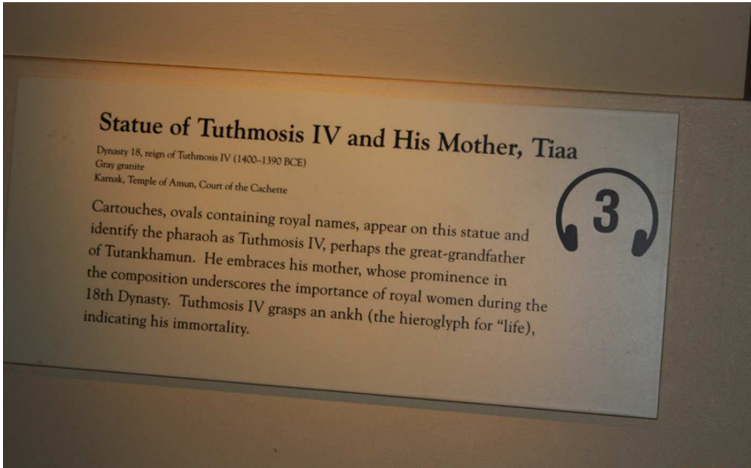 Statue of Tuthmosis IV and His Mother, Tiaa
Dynasty 18, reign of Tuthmosis IV (1400–1390 BCE)
Gray granite
Karnak, Temple of Amun, Court of the Cachette
3
Cartouches, ovals containing royal names, appear on this statue and
identify the pharaoh as Tuthmosis IV, perhaps the great-grandfather
of Tutankhamun. He embraces his mother, whose prominence in
the composition underscores the importance of royal women during the
18th Dynasty. Tuthmosis IV grasps an ankh (the hieroglyph for “life),
indicating his immortality.